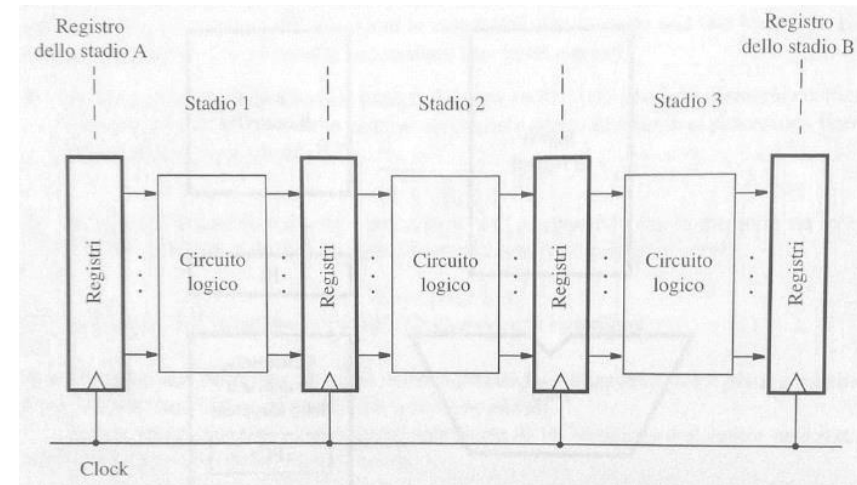 Registro
dello stadio A
Registro
dello stadio B
Stadio 1
Stadio 2
Stadio 3
Registri
Circuito
logico
Registri
Circuito
logico
Registri
Circuito
logico
Registri
Clock